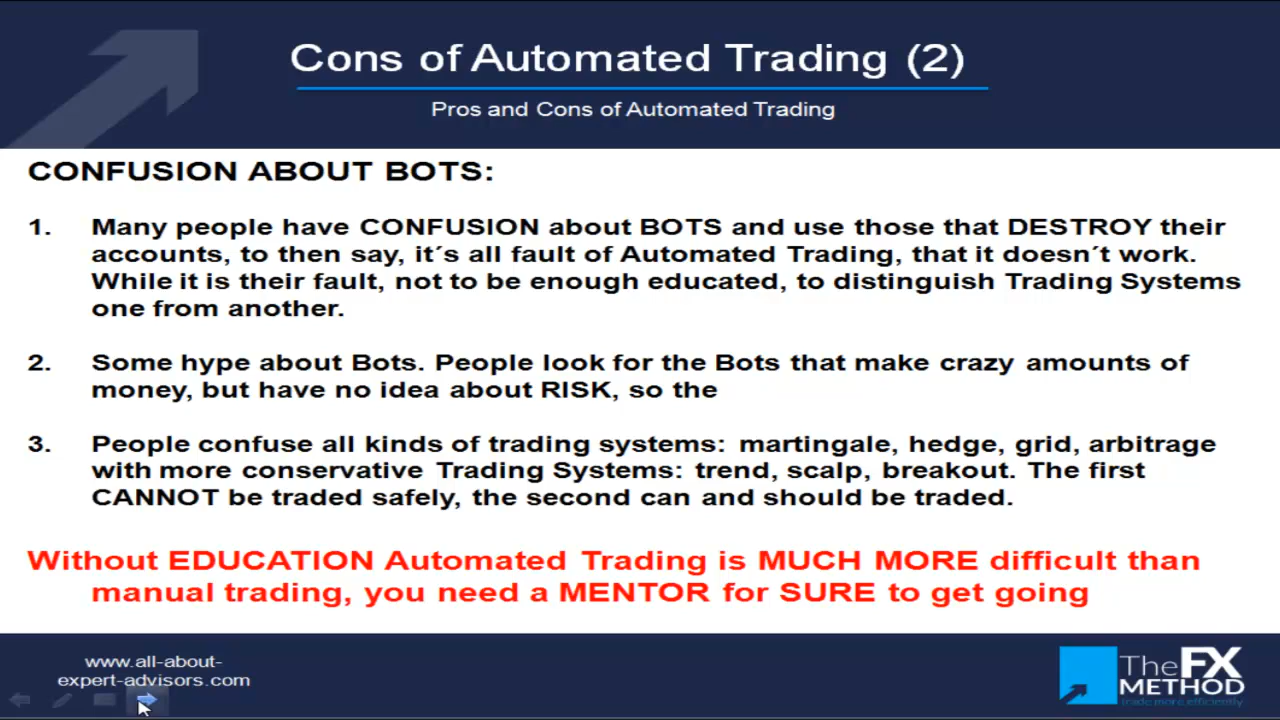 Cons of Automated Trading (2)
Pros and Cons of Automated Trading
CONFUSION ABOUT BOTS:
1. Many people have CONFUSION about BOTS and use those that DESTROY their
accounts, to then say, it´s all fault of Automated Trading, that it doesn´t work.
While it is their fault, not to be enough educated, to distinguish Trading Systems
one from another.
2. Some hype about Bots. People look for the Bots that make crazy amounts of
money, but have no idea about RISK, so the
3. People confuse all kinds of trading systems: martingale, hedge, grid, arbitrage
with more conservative Trading Systems: trend, scalp, breakout. The first
CANNOT be traded safely, the second can and should be traded.
Without EDUCATION Automated Trading is MUCH MORE difficult than
manual trading, you need a MENTOR for SURE to get going
www.all-about-
expert-advisors.com
The FX
METHOD
trade more efficiently